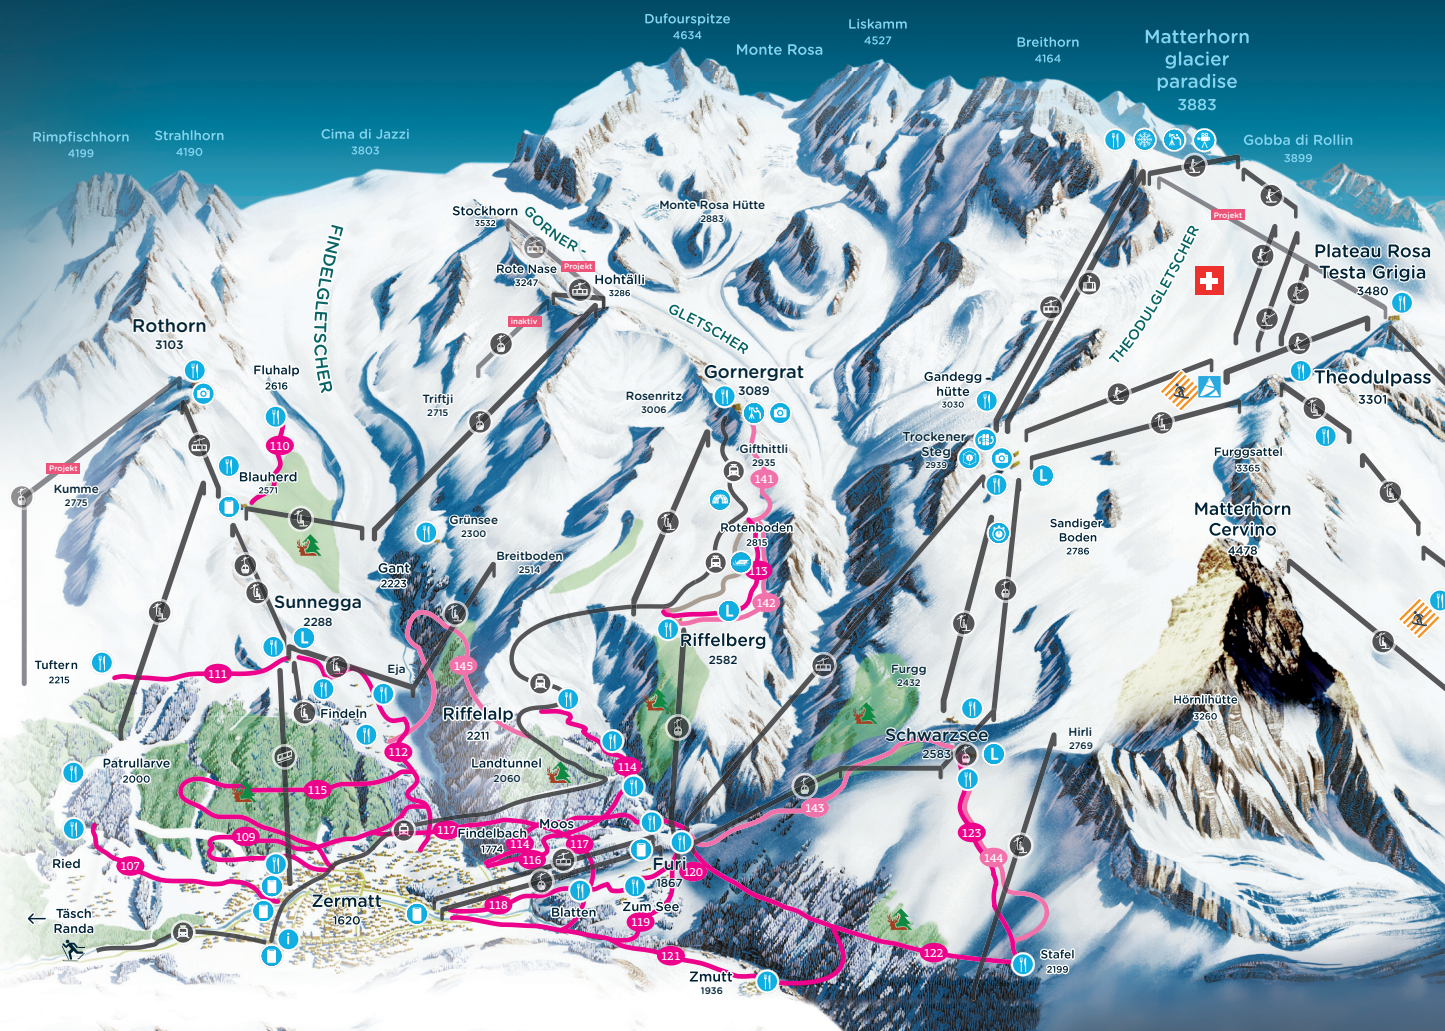 Dufourspitze
4634
Monte Rosa
Liskamm
4527
Breithorn
4164
Matterhorn
glacier
paradise
3883
Rimpfischhorn
4199
Strahlhorn
4190
Cima di Jazzi
3803
Gobba di Rollin
3899
Stockhorn
3532
GORNER -
Monte Rosa Hütte
2883
Projekt
FINDELGLETSCHER
Rote Nase
3247
Projekt
Hohtälli
3286
THEODULGLETSCHER
Plateau Rosa
Testa Grigia
3480
Rothorn
3103
inaktiv
GLETSCHER
Fluhalp
2616
Gornergrat
3089
Gandegg
hütte
3030
Theodulpass
3301
Triftji
2715
Rosenritz
3006
110
Trockener
Steg
2939
Gifthittli
2935
Furggsattel
3365
Projekt
Kumme
2775
Blauherd
2571
141
L
Matterhorn
Cervino
4478
Grünsee
2300
Rotenboden
2815
Sandiger
Boden
2786
Gant
2223
Breitboden
2514
113
Sunnegga
2288
142
L
L
Riffelberg
2582
Tuftern
2215
111
Eja
145
Furgg
2432
Findeln
Riffelalp
2211
Hörnlihütte
3260
112
Schwarzsee
2583
L
Hirli
2769
Patrullarve
2000
Landtunnel
2060
114
115
143
109
117
Findelbach
1774
Moos
114
117
116
123
144
Ried
107
Furi
1867
120
Zermatt
1620
118
Blatten
Zum See
119
Täsch
Randa
i
121
122
Stafel
2199
Zmutt
1936